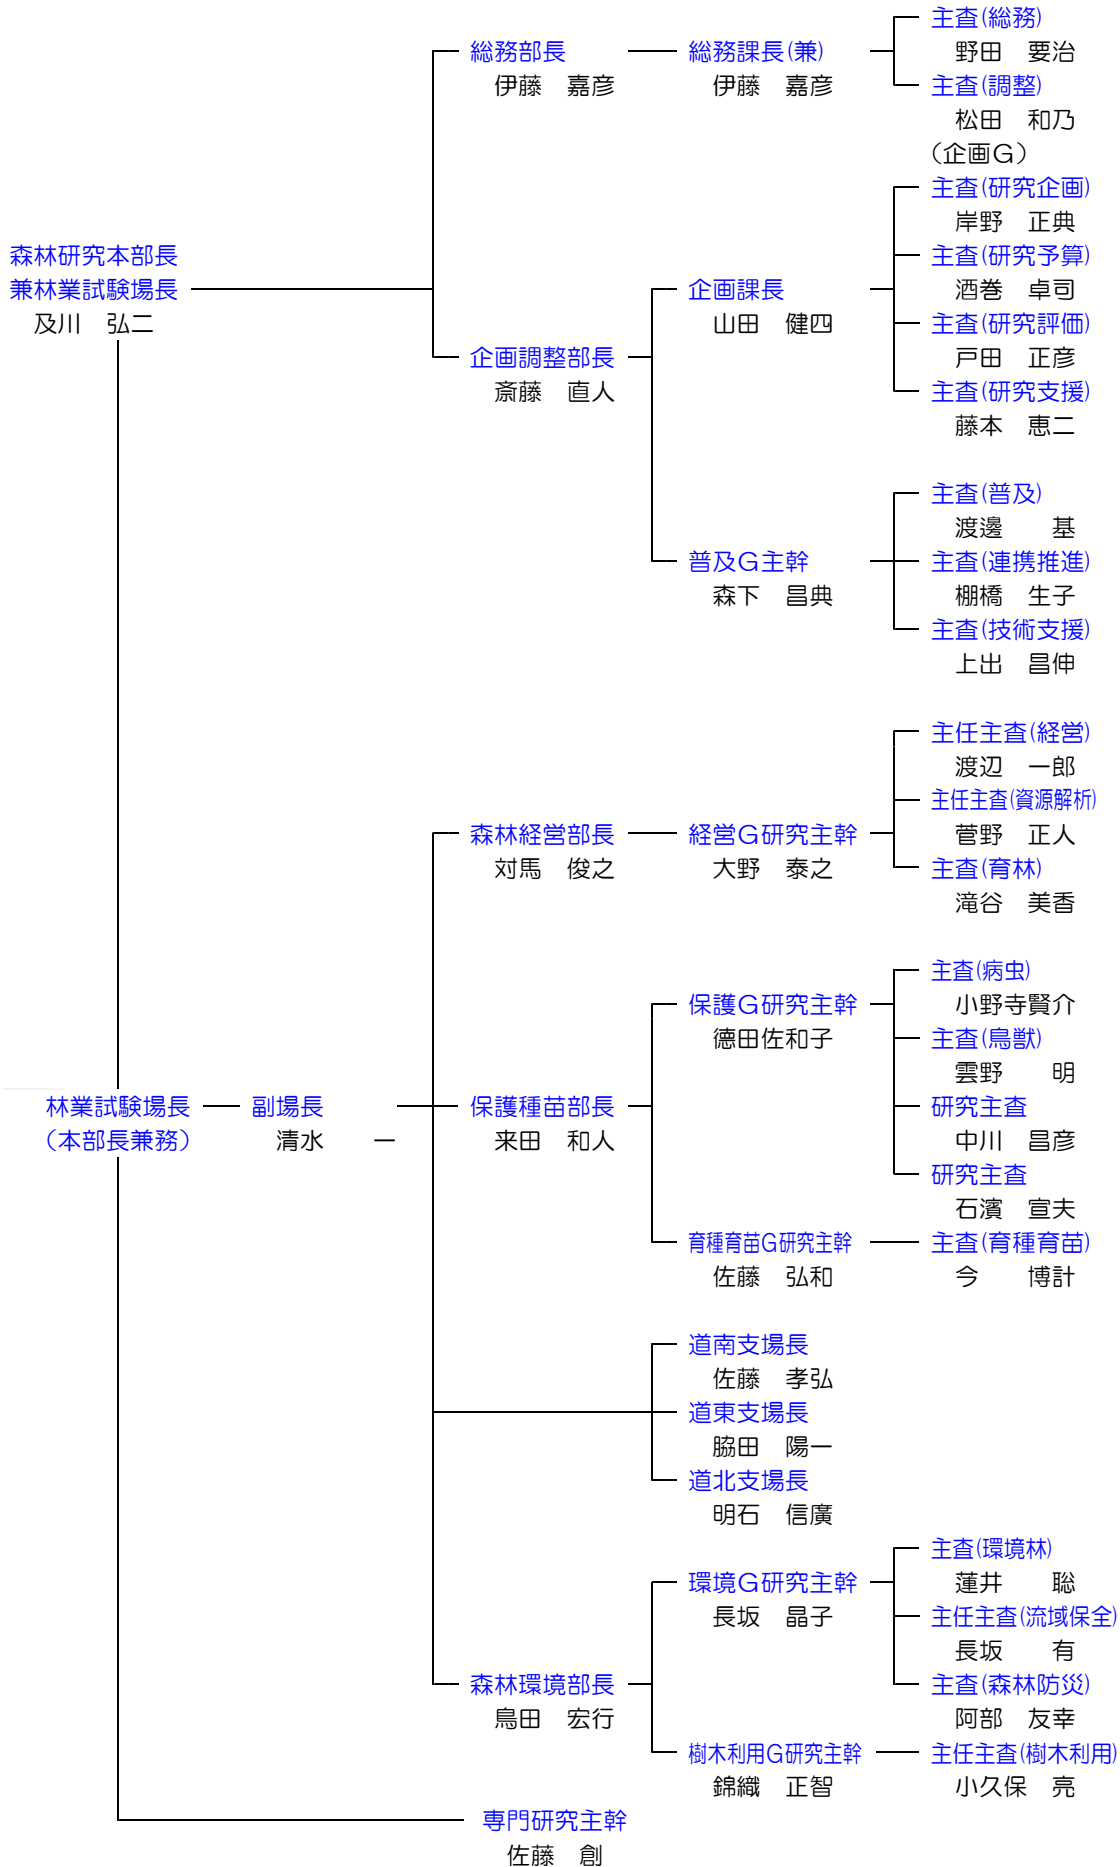 主査(総務)
総務部長 総務課長(兼) 野田 要治
伊藤 嘉彦 伊藤 嘉彦 主査(調整)
松田 和乃
(企画G)
主査(研究企画)
岸野 正典
森林研究本部長 主査(研究予算)
兼林業試験場長 企画課長 酒巻 卓司
及川 弘二 山田 健四 主査(研究評価)
企画調整部長 戸田 正彦
斎藤 直人 主査(研究支援)
藤本 恵二
主査(普及)
渡邊 基
普及G主幹 主査(連携推進)
森下 昌典 棚橋 生子
主査(技術支援)
上出 昌伸
主任主査(経営)
渡辺 一郎
主任主査(資源解析)
森林経営部長 経営G研究主幹 菅野 正人
対馬 俊之 大野 泰之 主査(育林)
滝谷 美香
主査(病虫)
保護G研究主幹 小野寺賢介
德田佐和子 主査(鳥獣)
雲野 明
林業試験場長 副場長 保護種苗部長 研究主査
(本部長兼務) 清水 一 来田 和人 中川 昌彦
研究主査
石濱 宣夫
育種育苗G研究主幹 主査(育種育苗)
佐藤 弘和 今 博計
道南支場長
佐藤 孝弘
道東支場長
脇田 陽一
道北支場長
明石 信廣
主査(環境林)
環境G研究主幹 蓮井 聡
長坂 晶子 主任主査(流域保全)
長坂 有
森林環境部長 主査(森林防災)
鳥田 宏行 阿部 友幸
樹木利用G研究主幹 主任主査(樹木利用)
錦織 正智 小久保 亮
専門研究主幹
佐藤 創